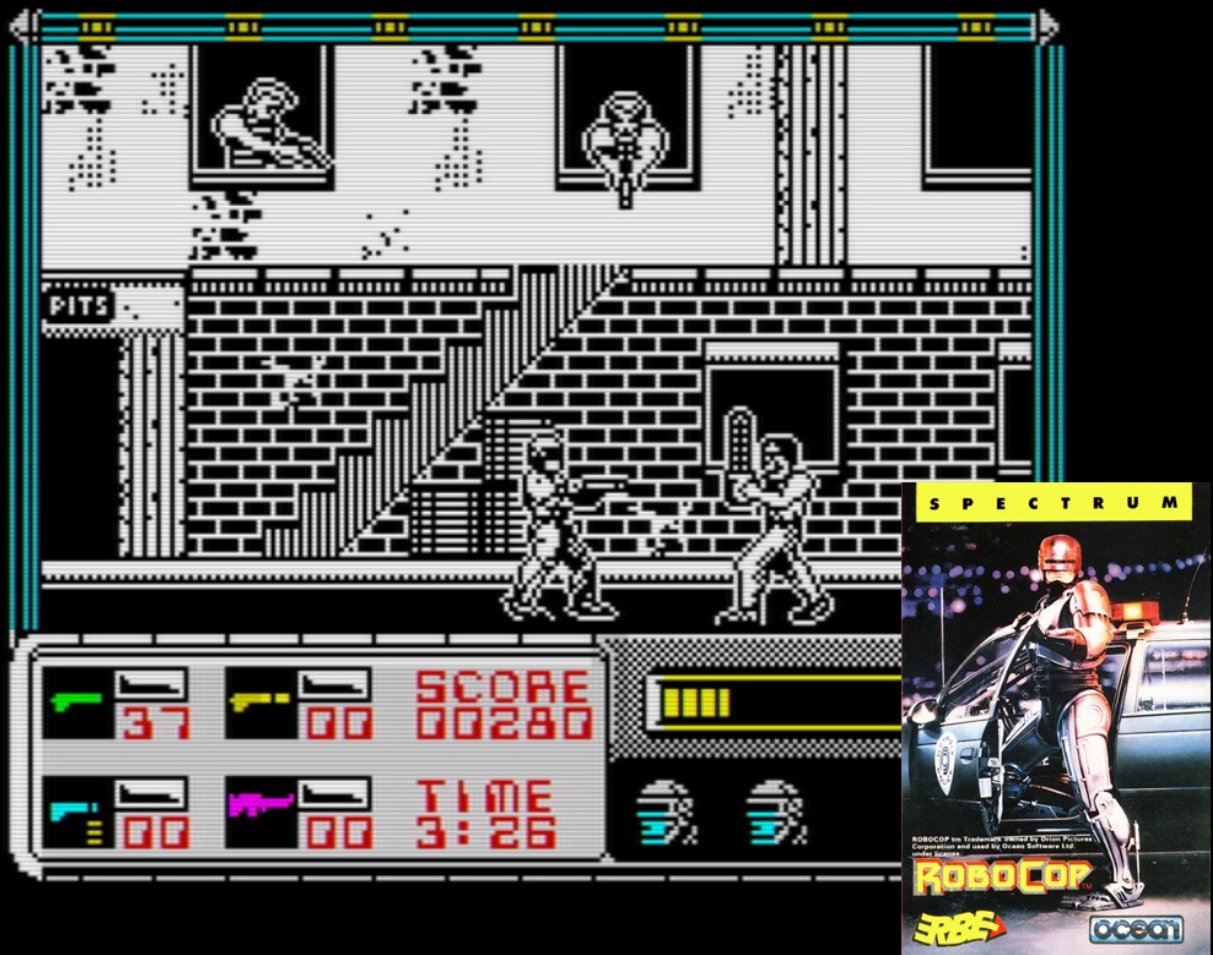 PITS
SCORE
37 00 00280
TIME
00 00 3:26
SPECTRUM
ROBOCOP tm Trademark owned by Orion Pictures
Corporation and used by Ocean Software Ltd.
under license.
ROBOCOP TM
ERBE
ocean